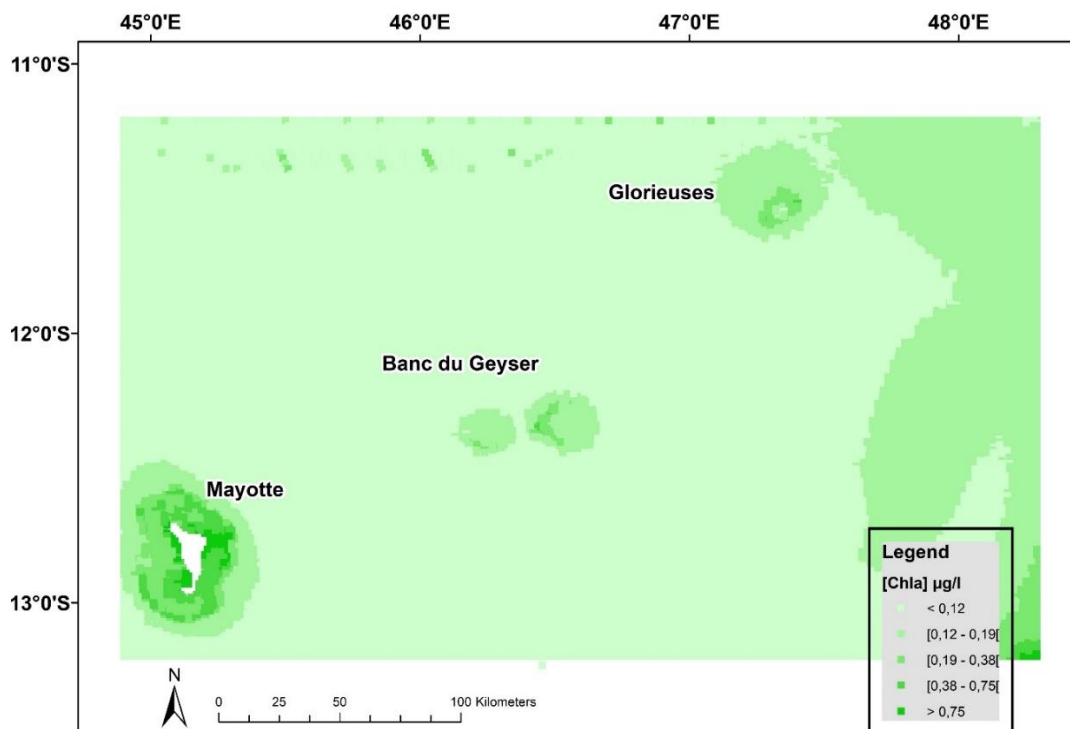 45°0'E 46°0'E 47°0'E 48°0'E
11°0'S
Glorieuses
12°0'S
Banc du Geyser
Mayotte
13°0'S
Legend
[Chla] µg/l
< 0,12
[0,12 - 0,19[
[0,19 - 0,38[
[0,38 - 0,75[
> 0,75
N
0 25 50 100 Kilometers